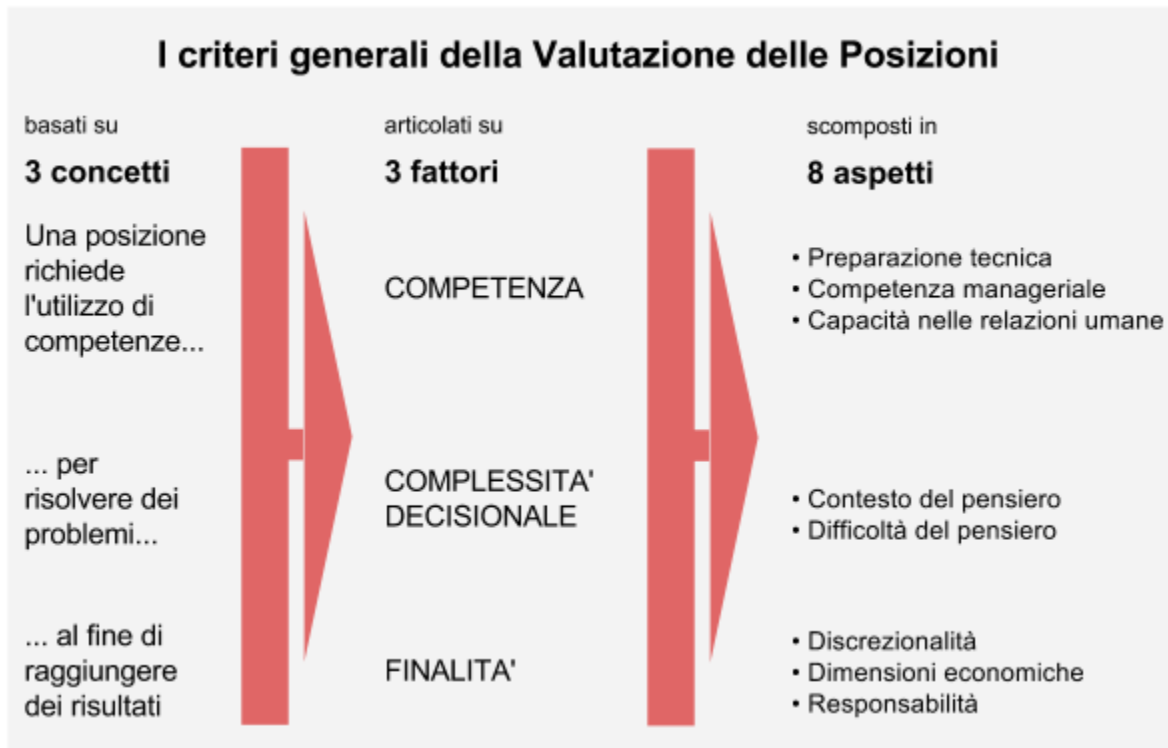 I criteri generali della Valutazione delle Posizioni
basati su
3 concetti
Una posizione
richiede
l'utilizzo di
competenze...
... per
risolvere dei
problemi...
... al fine di
raggiungere
dei risultati
articolati su
3 fattori
COMPETENZA
COMPLESSITA'
DECISIONALE
FINALITA'
scomposti in
8 aspetti
• Preparazione tecnica
• Competenza manageriale
• Capacità nelle relazioni umane
• Contesto del pensiero
• Difficoltà del pensiero
• Discrezionalità
• Dimensioni economiche
• Responsabilità